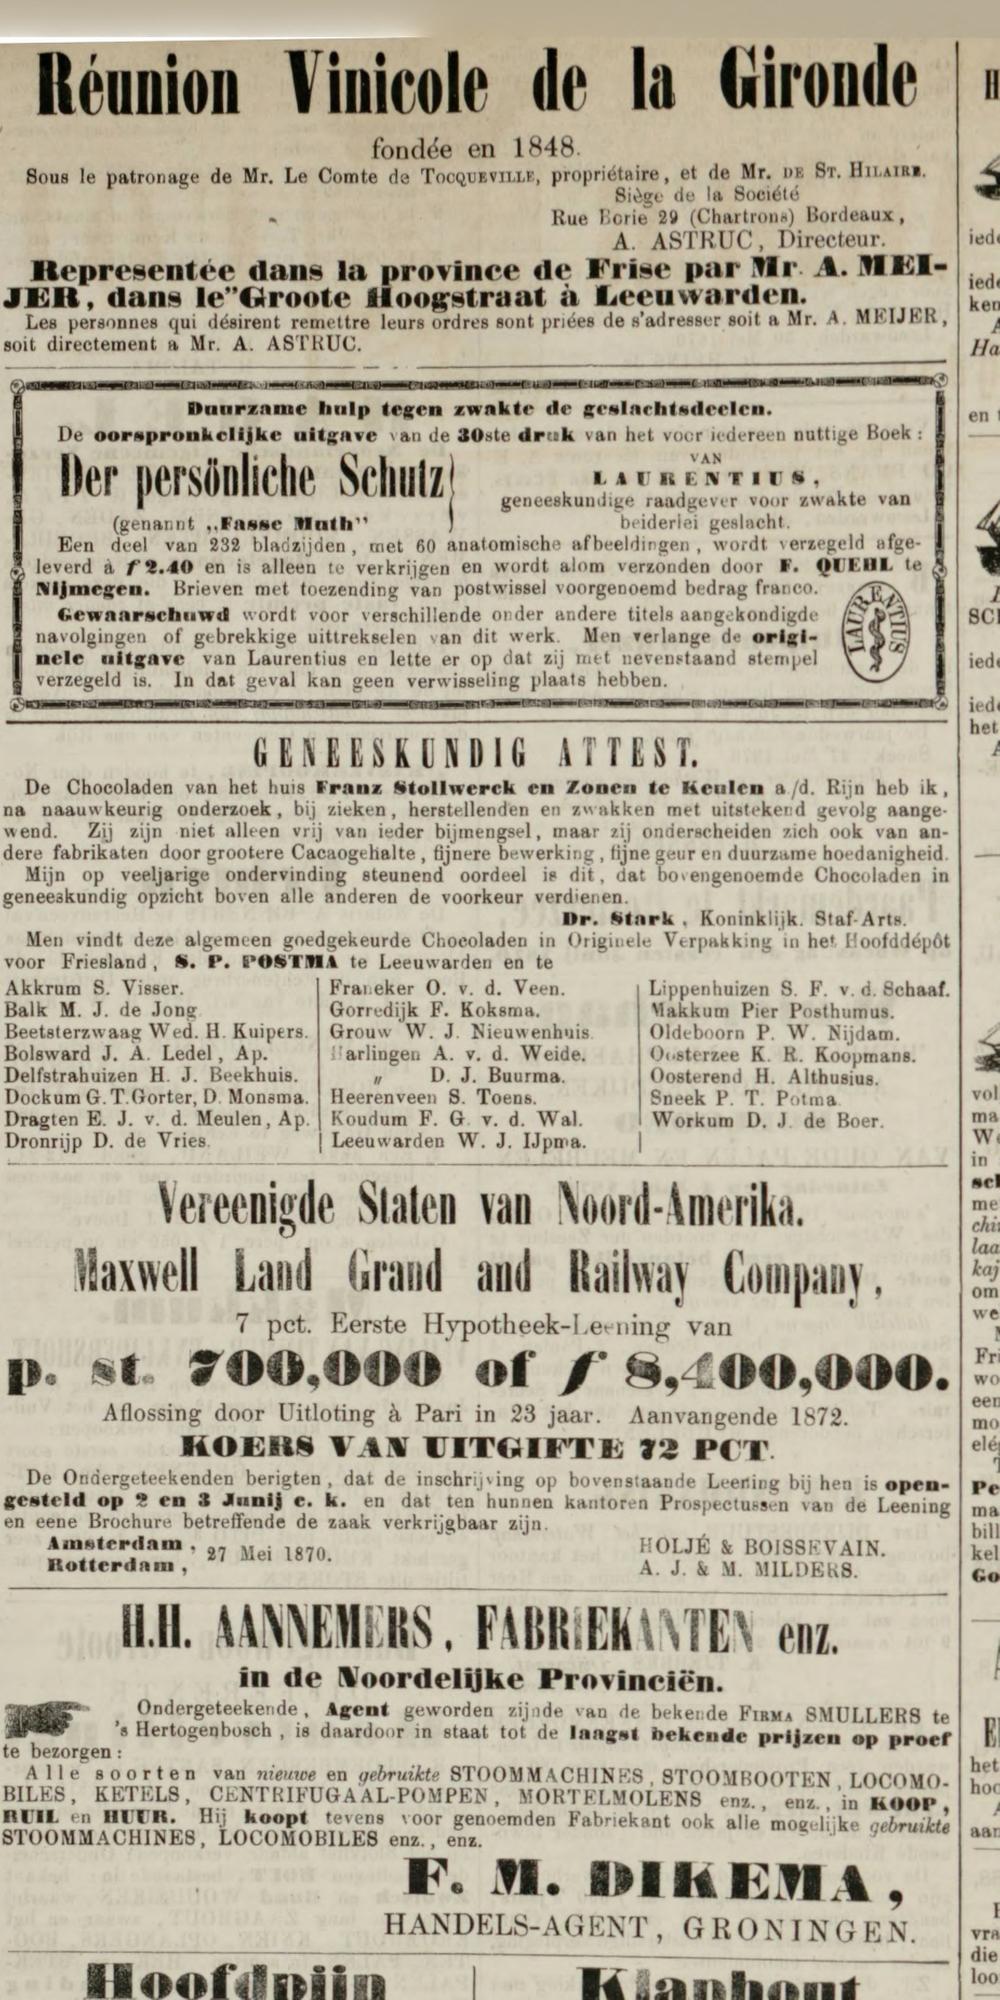 Réunion Vinicole de la Gironde
fondée en 1848.
Sous le patronage de Mr. Le Comte de TOCQUEVILLE, propriétaire, et de Mr. DE ST. HILAIRE.
Siège de la Société
Rue Borie 29 (Chartrons) Bordeaux,
A. ASTRUC, Directeur.
Representée dans la province de Frise par Mr. A. MEI-
JER, dans le"Groote Hoogstraat à Leeuwarden.
Les personnes qui désirent remettre leurs ordres sont priées de s'adresser soit a Mr. A. MEIJER,
soit directement a Mr. A. ASTRUC.
Duurzame hulp tegen zwakte de geslachtsdeelen.
De oorspronkelijke uitgave van de 30ste druk van het voor iedereen nuttige Boek:
Der persönliche Schutz
(genannt „Fasse Muth"
VAN
LAURENTIUS,
geneeskundige raadgever voor zwakte van
beiderlei geslacht.
Een deel van 232 bladzijden, met 60 anatomische afbeeldingen, wordt verzegeld afge-
leverd à f 2.40 en is alleen te verkrijgen en wordt alom verzonden door F. QUEHL te
Nijmegen. Brieven met toezending van postwissel voorgenoemd bedrag franco.
Gewaarschuwd wordt voor verschillende onder andere titels aangekondigde
navolgingen of gebrekkige uittrekselen van dit werk. Men verlange de origi-
nele uitgave van Laurentius en lette er op dat zij met nevenstaand stempel
verzegeld is. In dat geval kan geen verwisseling plaats hebben.
LAURENTIUS
GENEESKUNDIG ATTEST.
De Chocoladen van het huis Franz Stollwerck en Zonen te Keulen a/d. Rijn heb ik,
na naauwkeurig onderzoek, bij zieken, herstellenden en zwakken met uitstekend gevolg aange-
wend. Zij zijn niet alleen vrij van ieder bijmengsel, maar zij onderscheiden zich ook van an-
dere fabrikaten door grootere Cacaogehalte, fijnere bewerking, fijne geur en duurzame hoedanigheid.
Mijn op veeljarige ondervinding steunend oordeel is dit, dat bovengenoemde Chocoladen in
geneeskundig opzicht boven alle anderen de voorkeur verdienen.
Dr. Stark, Koninklijk. Staf-Arts.
Men vindt deze algemeen goedgekeurde Chocoladen in Originele Verpakking in het Hoofddépôt
voor Friesland, S. P. POSTMA te Leeuwarden en te
Akkrum S. Visser.
Balk M. J. de Jong
Beetsterzwaag Wed. H. Kuipers.
Bolsward J. A. Ledel, Ap.
Delfstrahuizen H. J. Beekhuis.
Dockum G. T. Gorter, D. Monsma.
Dragten E. J. v. d. Meulen, Ap.
Dronrijp D. de Vries.
Franeker O. v. d. Veen.
Gorredijk F. Koksma.
Grouw W. J. Nieuwenhuis
Harlingen A. v. d. Weide.
" D. J. Buurma.
Heerenveen S. Toens.
Koudum F. G. v. d. Wal.
Leeuwarden W. J. IJpma.
Lippenhuizen S. F. v. d. Schaaf.
Makkum Pier Posthumus.
Oldeboorn P. W. Nijdam.
Oosterzee K. R. Koopmans.
Oosterend H. Althusius.
Sneek P. T. Potma
Workum D. J. de Boer.
Vereenigde Staten van Noord-Amerika.
Maxwell Land Grand and Railway Company,
7 pct. Eerste Hypotheek-Leening van
p. st. 700,000 of f 8,400,000.
Aflossing door Uitloting à Pari in 23 jaar. Aanvangende 1872.
KOERS VAN UITGIFTE 72 PCT.
De Ondergeteekenden berigten, dat de inschrijving op bovenstaande Leening bij hen is open-
gesteld op 2 en 3 Junij e. k. en dat ten hunnen kantoren Prospectussen van de Leening
en eene Brochure betreffende de zaak verkrijgbaar zijn.
Amsterdam,
Rotterdam,
27 Mei 1870.
HOLJÉ & BOISSEVAIN.
A. J. & M. MILDERS.
H.H. AANNEMERS, FABRIEKANTEN enz.
in de Noordelijke Provinciën.
Ondergeteekende, Agent geworden zijnde van de bekende FIRMA SMULLERS te
's Hertogenbosch, is daardoor in staat tot de laagst bekende prijzen op proef
te bezorgen:
Alle soorten van nieuwe en gebruikte STOOMMACHINES, STOOMBOOTEN, LOCOMO-
BILES, KETELS, CENTRIFUGAAL-POMPEN, MORTELMOLENS enz., enz., in KOOP,
RUIL en HUUR. Hij koopt tevens voor genoemden Fabriekant ook alle mogelijke gebruikte
STOOMMACHINES, LOCOMOBILES enz., enz.
F. M. DIKEMA,
HANDELS-AGENT, GRONINGEN.
Hoofdpijn
Klaphout